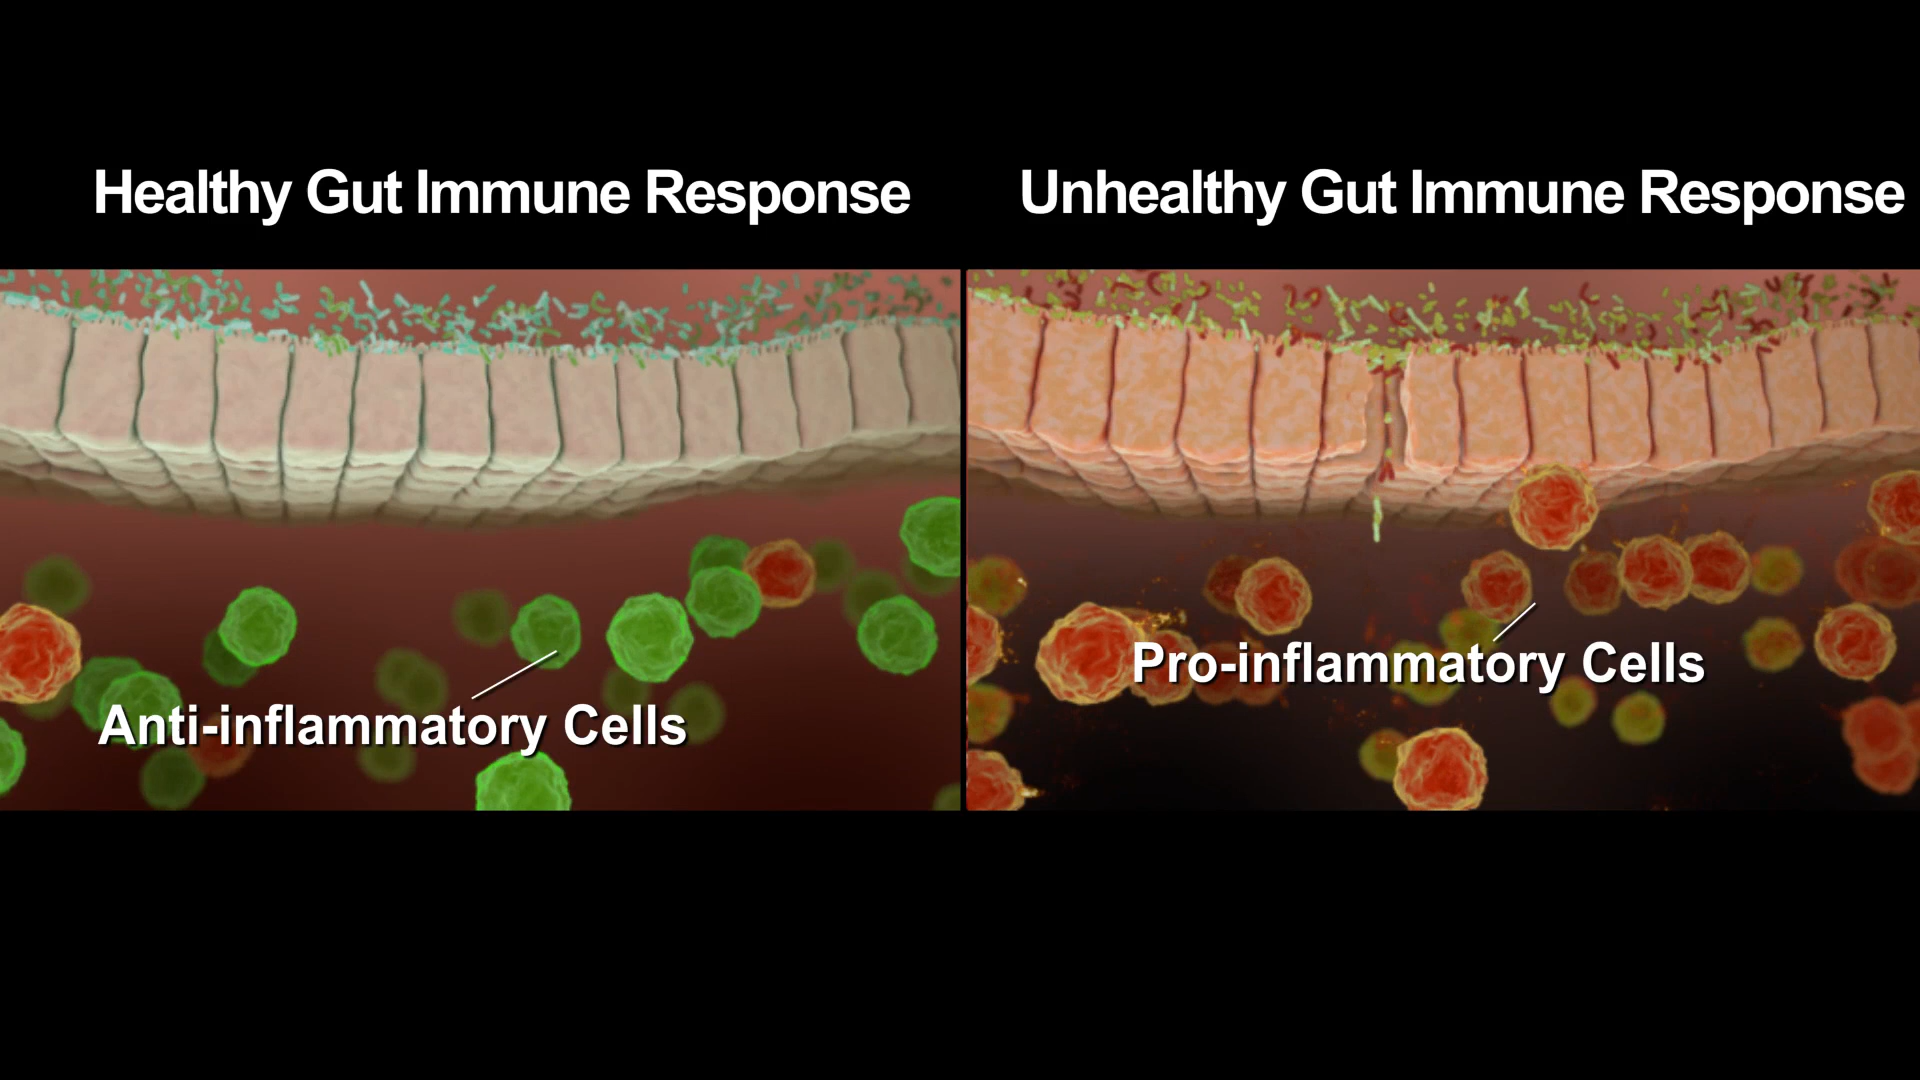 Healthy Gut Immune Response
Unhealthy Gut Immune Response
Anti-inflammatory Cells
Pro-inflammatory Cells